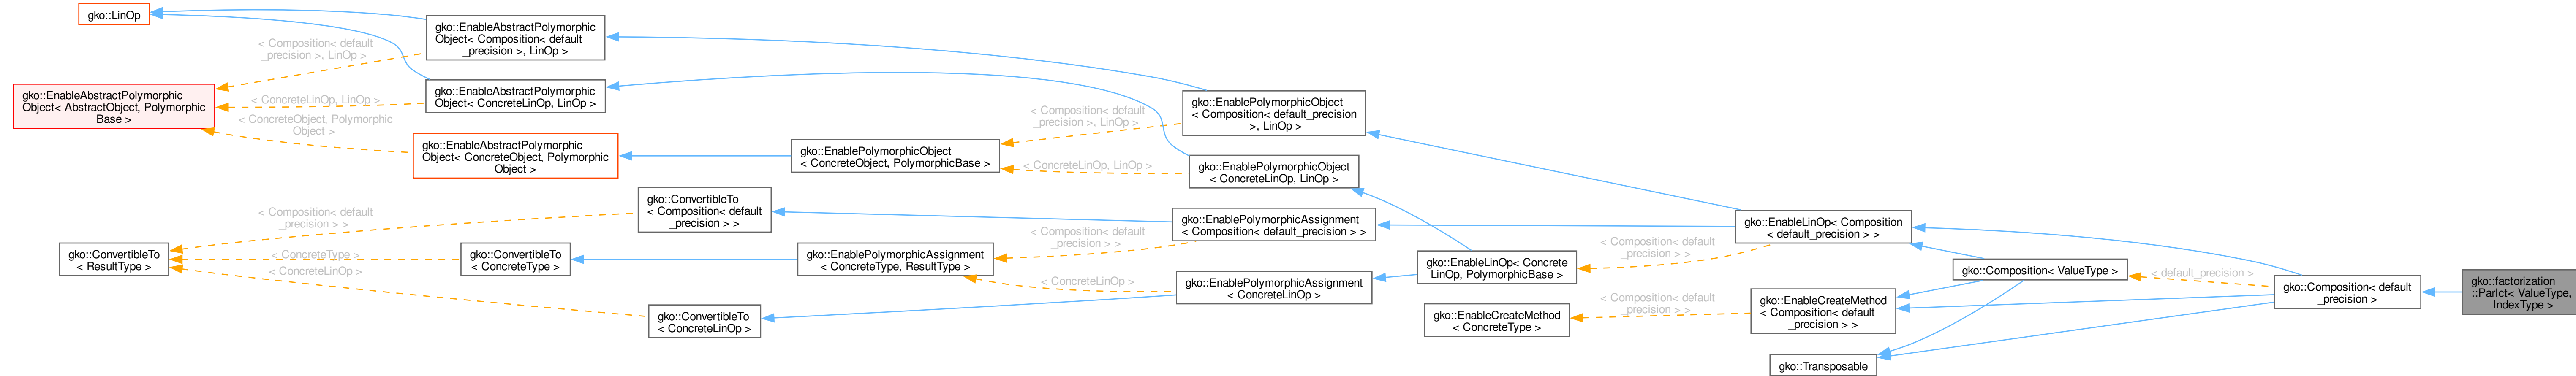 gko::LinOp
gko::EnableAbstractPolymorphic
Object< AbstractObject, Polymorphic
Base >
< Composition< default
_precision >, LinOp >
< ConcreteLinOp, LinOp >
< ConcreteObject, Polymorphic
Object >
gko::EnableAbstractPolymorphic
Object< Composition< default
_precision >, LinOp >
gko::EnableAbstractPolymorphic
Object< ConcreteLinOp, LinOp >
gko::EnableAbstractPolymorphic
Object< ConcreteObject, Polymorphic
Object >
gko::ConvertibleTo
< ResultType >
< Composition< default
_precision > >
< ConcreteType >
< ConcreteLinOp >
gko::ConvertibleTo
< Composition< default
_precision > >
gko::ConvertibleTo
< ConcreteType >
gko::ConvertibleTo
< ConcreteLinOp >
gko::EnablePolymorphicObject
< ConcreteObject, PolymorphicBase >
< Composition< default
_precision >, LinOp >
< ConcreteLinOp, LinOp >
gko::EnablePolymorphicObject
< Composition< default_precision
>, LinOp >
gko::EnablePolymorphicObject
< ConcreteLinOp, LinOp >
gko::EnablePolymorphicAssignment
< ConcreteType, ResultType >
< Composition< default
_precision > >
< ConcreteLinOp >
gko::EnablePolymorphicAssignment
< Composition< default_precision > >
gko::EnablePolymorphicAssignment
< ConcreteLinOp >
gko::EnableLinOp< Concrete
LinOp, PolymorphicBase >
< Composition< default
_precision > >
gko::EnableCreateMethod
< ConcreteType >
< Composition< default
_precision > >
gko::EnableLinOp< Composition
< default_precision > >
gko::EnableCreateMethod
< Composition< default
_precision > >
gko::Transposable
gko::Composition< ValueType >
< default_precision >
gko::Composition< default
_precision >
gko::factorization
::ParIct< ValueType,
IndexType >